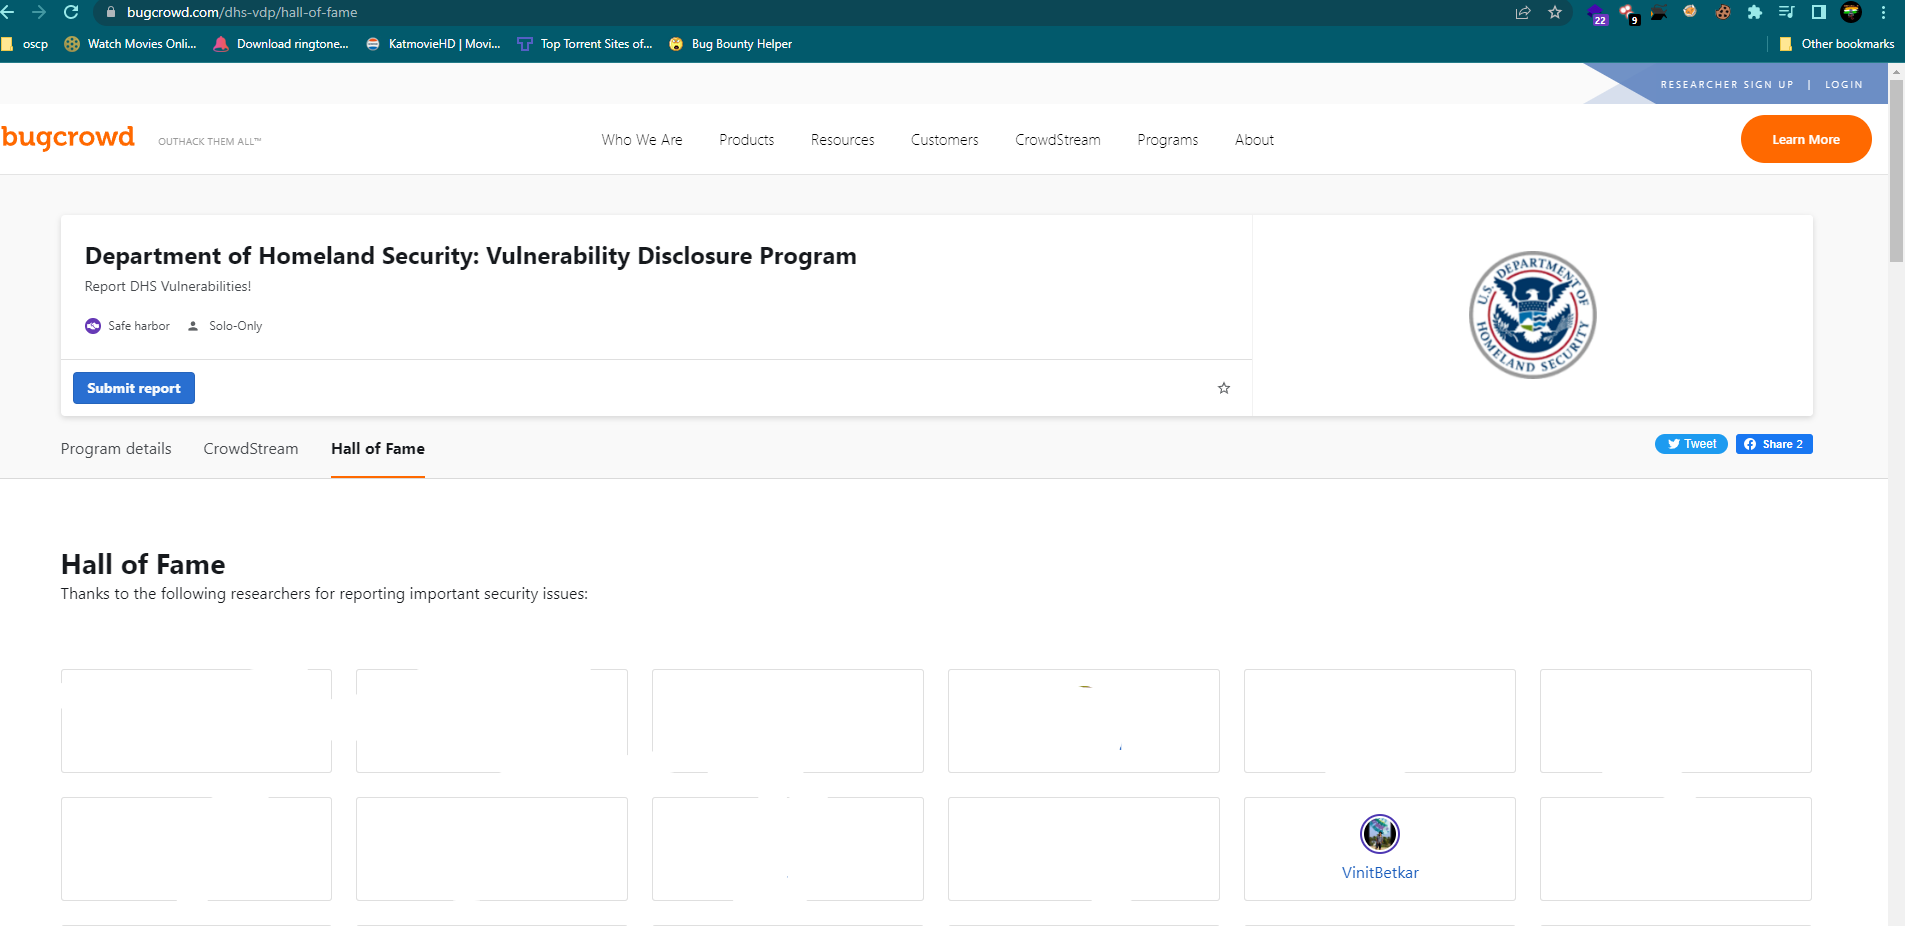 bugcrowd.com/dhs-vdp/hall-of-fame
22
9
oscp
Watch Movies Onli...
Download ringtone...
KatmovieHD | Movi...
Top Torrent Sites of...
Bug Bounty Helper
Other bookmarks
RESEARCHER SIGN UP | LOGIN
bugcrowd OUTHACK THEM ALL™
Who We Are
Products
Resources
Customers
CrowdStream
Programs
About
Learn More
Department of Homeland Security: Vulnerability Disclosure Program
Report DHS Vulnerabilities!
Safe harbor
Solo-Only
U.S. DEPARTMENT OF
HOMELAND SECURITY
Submit report
Program details
CrowdStream
Hall of Fame
Tweet
Share 2
Hall of Fame
Thanks to the following researchers for reporting important security issues:
VinitBetkar